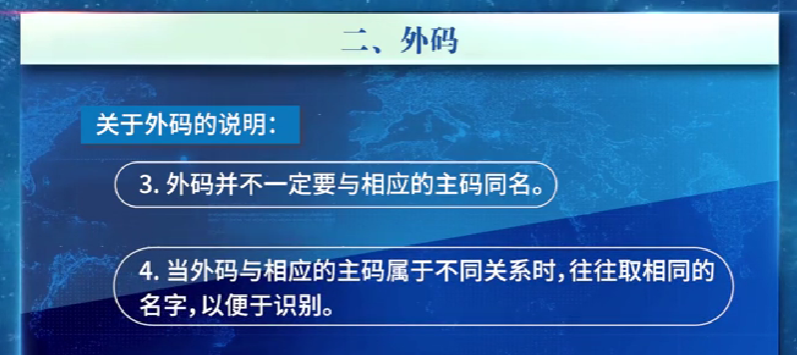 二、外码
关于外码的说明：
3. 外码并不一定要与相应的主码同名。
4. 当外码与相应的主码属于不同关系时，往往取相同的
名字，以便于识别。